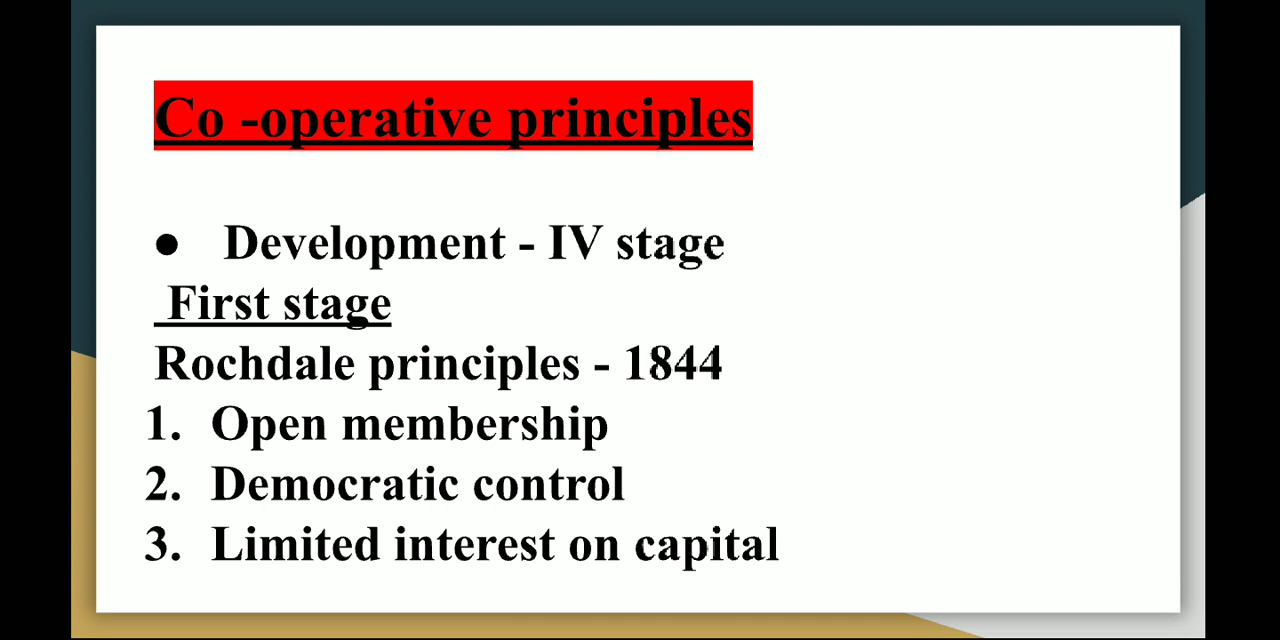 Co -operative principles
● Development - IV stage
First stage
Rochdale principles - 1844
1. Open membership
2. Democratic control
3. Limited interest on capital